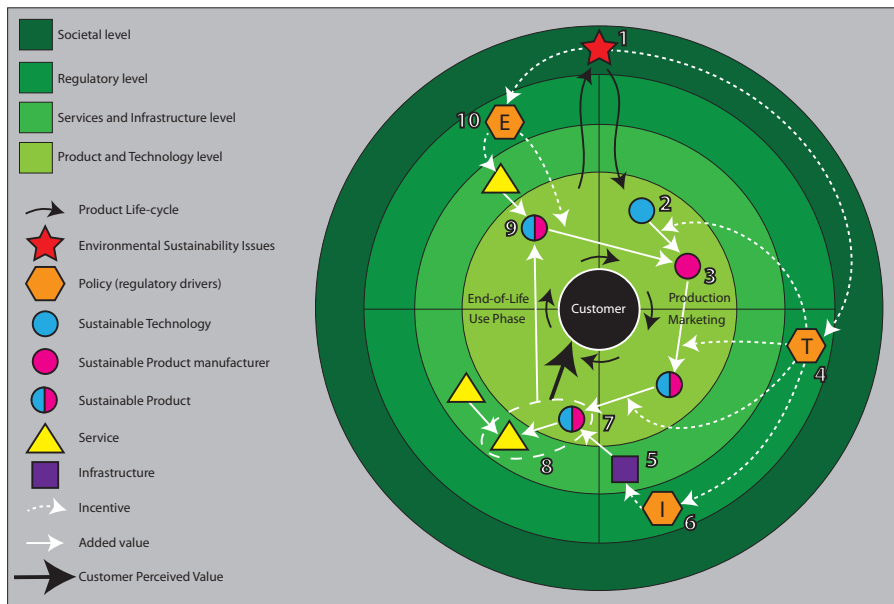 Societal level
Regulatory level
Services and Infrastructure level
Product and Technology level
Product Life-cycle
Environmental Sustainability Issues
Policy (regulatory drivers)
Sustainable Technology
Sustainable Product manufacturer
Sustainable Product
Service
Infrastructure
Incentive
Added value
Customer Perceived Value
1
10
E
2
9
3
End-of-Life
Use Phase
Customer
Production
Marketing
T
4
7
8
5
I
6